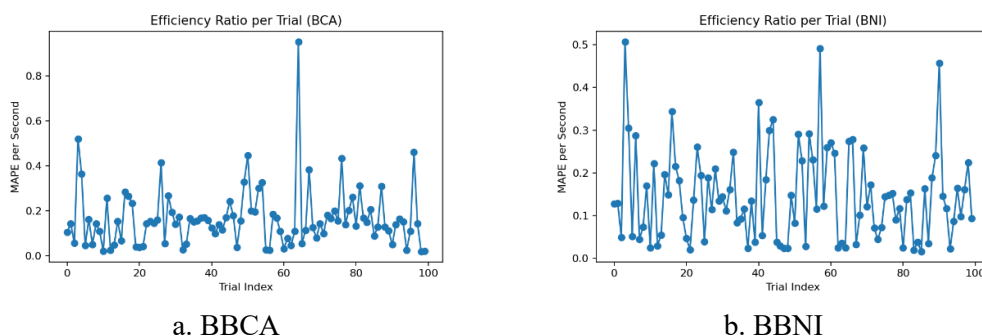 Efficiency Ratio per Trial (BCA)
MAPE per Second
0.8
0.6
0.4
0.2
0.0
0 20 40 60 80 100
Trial Index
a. BBCA
Efficiency Ratio per Trial (BNI)
MAPE per Second
0.5
0.4
0.3
0.2
0.1
0.0
0 20 40 60 80 100
Trial Index
b. BBNI